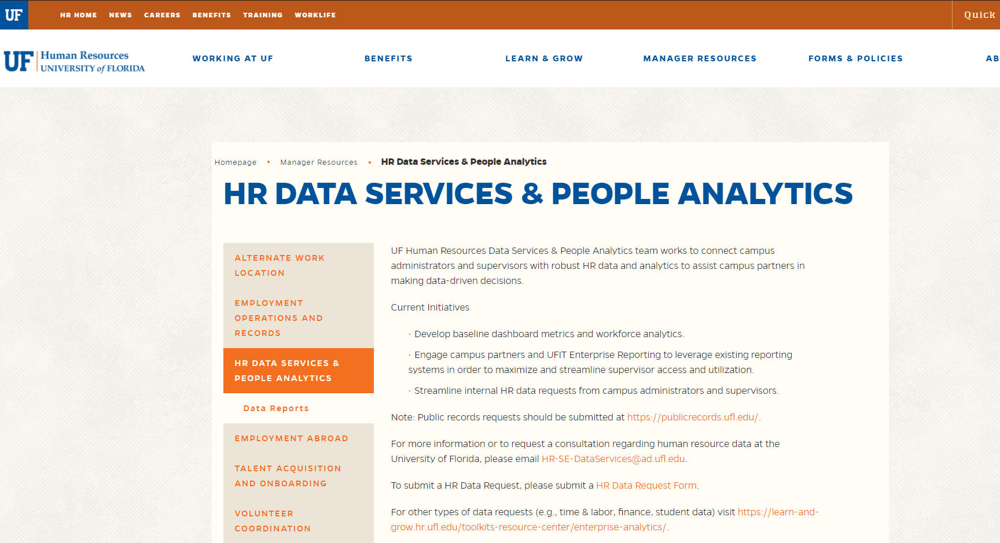 UF
HR HOME NEWS CAREERS BENEFITS TRAINING WORKLIFE
Quick
UF Human Resources
UNIVERSITY of FLORIDA
WORKING AT UF BENEFITS LEARN & GROW MANAGER RESOURCES FORMS & POLICIES AB
Homepage • Manager Resources • HR Data Services & People Analytics
HR DATA SERVICES & PEOPLE ANALYTICS
ALTERNATE WORK
LOCATION
EMPLOYMENT
OPERATIONS AND
RECORDS
HR DATA SERVICES &
PEOPLE ANALYTICS
Data Reports
EMPLOYMENT ABROAD
TALENT ACQUISITION
AND ONBOARDING
VOLUNTEER
COORDINATION
UF Human Resources Data Services & People Analytics team works to connect campus
administrators and supervisors with robust HR data and analytics to assist campus partners in
making data-driven decisions.
Current Initiatives
· Develop baseline dashboard metrics and workforce analytics.
· Engage campus partners and UFIT Enterprise Reporting to leverage existing reporting
systems in order to maximize and streamline supervisor access and utilization.
· Streamline internal HR data requests from campus administrators and supervisors.
Note: Public records requests should be submitted at https://publicrecords.ufl.edu/.
For more information or to request a consultation regarding human resource data at the
University of Florida, please email HR-SE-DataServices@ad.ufl.edu.
To submit a HR Data Request, please submit a HR Data Request Form.
For other types of data requests (e.g., time & labor, finance, student data) visit https://learn-and-
grow.hr.ufl.edu/toolkits-resource-center/enterprise-analytics/.